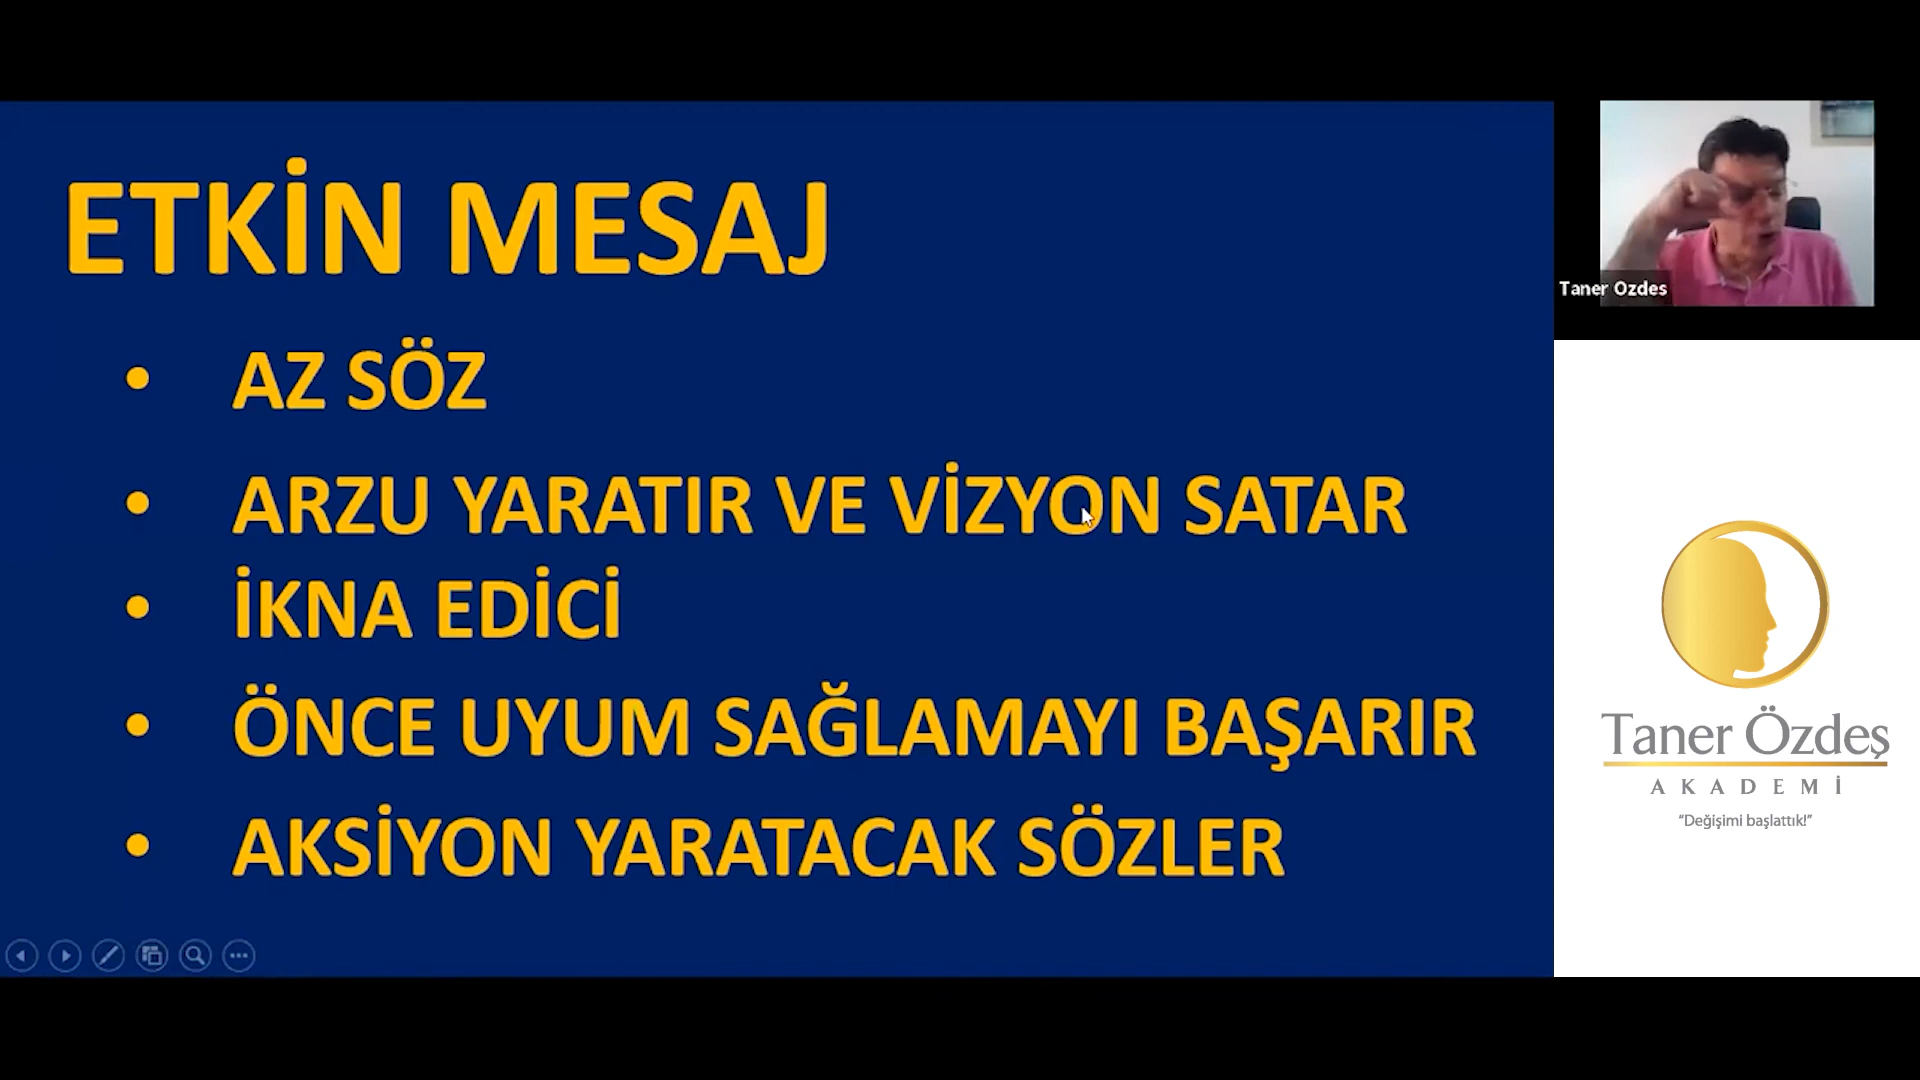 ETKİN MESAJ
• AZ SÖZ
• ARZU YARATIR VE VİZYON SATAR
• İKNA EDİCİ
• ÖNCE UYUM SAĞLAMAYI BAŞARIR
• AKSİYON YARATACAK SÖZLER
Taner Ozdes
Taner Özdeş
AKADEMİ
“Değişimi başlattık!”